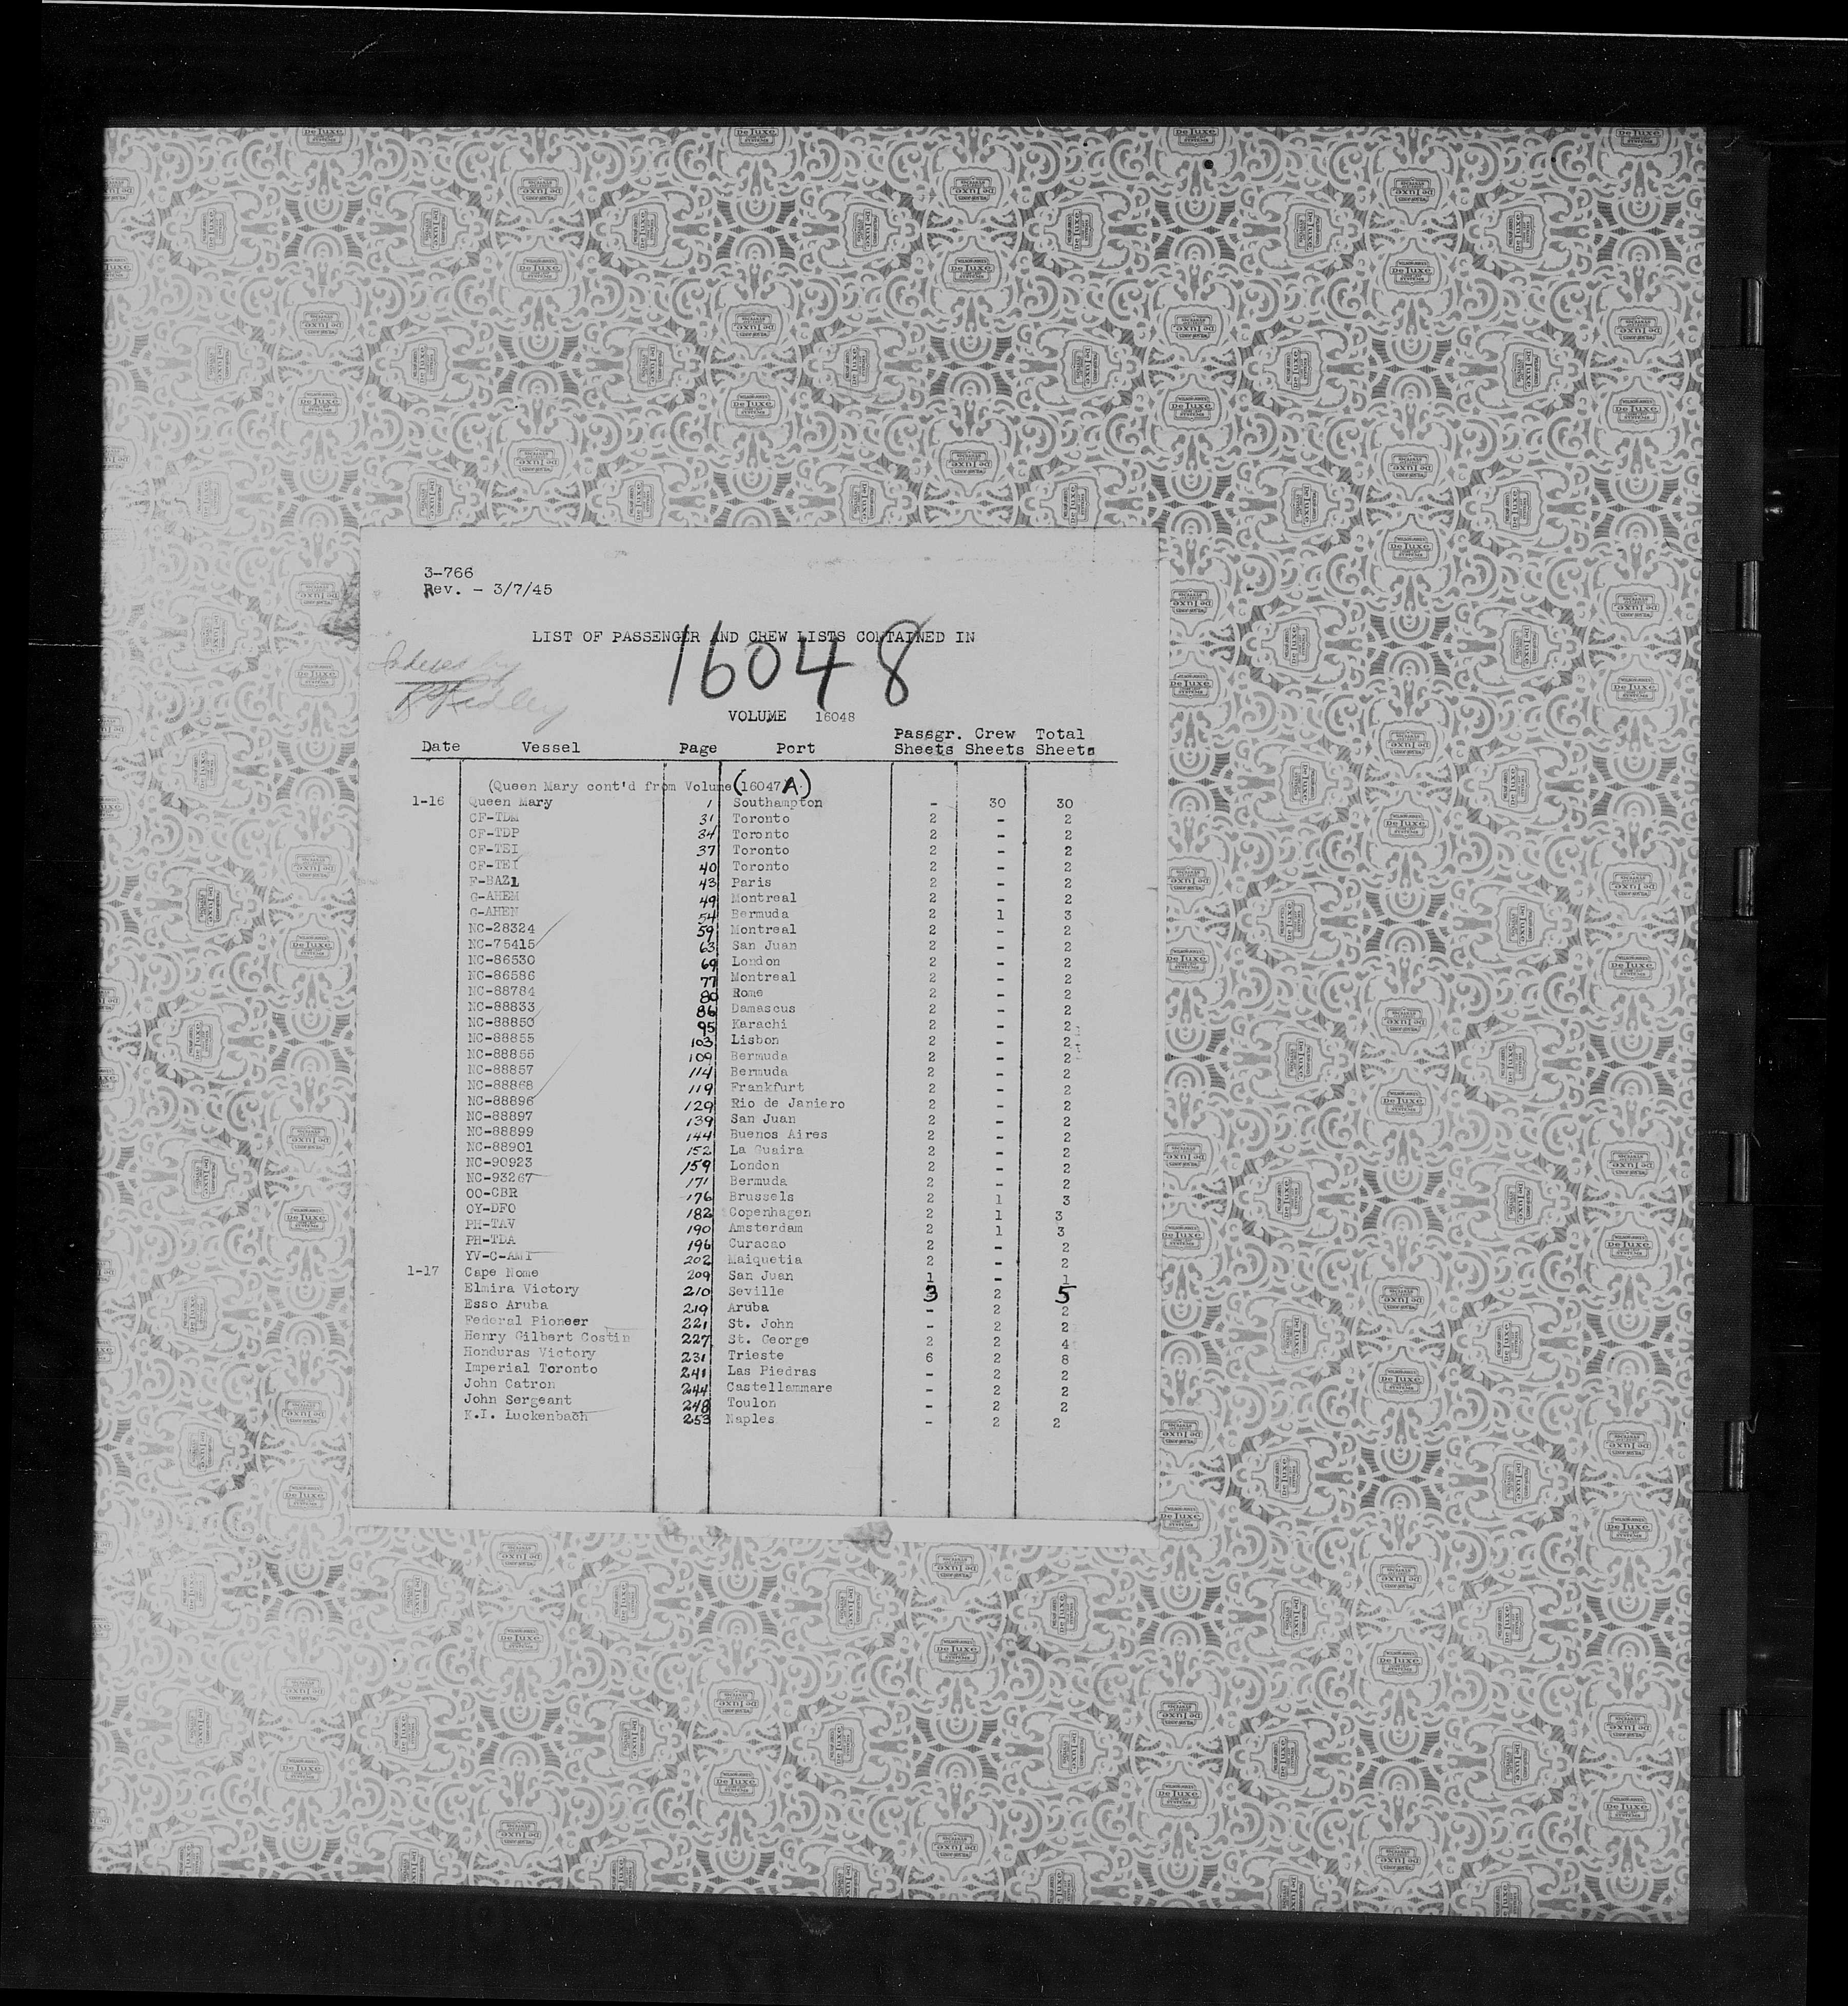 3-766
Rev. - 3/7/45
LIST OF PASSENGER AND CREW LISTS CONTAINED IN
16048
VOLUME 16048
Date Vessel Page Port Passgr. Sheets Crew Sheets Total Sheets
(Queen Mary cont'd from Volume (16047 A)
1-16 Queen Mary 1 Southampton - 30 30
CF-TDM 31 Toronto 2 - 2
CF-TDP 34 Toronto 2 - 2
CF-TEI 37 Toronto 2 - 2
CF-TEI 40 Toronto 2 - 2
F-BAZ1 43 Paris 2 - 2
G-AHEM 49 Montreal 2 - 2
G-AHEN 54 Bermuda 2 1 3
NC-28324 59 Montreal 2 - 2
NC-75415 63 San Juan 2 - 2
NC-86530 69 London 2 - 2
NC-86586 77 Montreal 2 - 2
NC-88784 80 Rome 2 - 2
NC-88833 86 Damascus 2 - 2
NC-88850 95 Karachi 2 - 2
NC-88855 103 Lisbon 2 - 2
NC-88856 109 Bermuda 2 - 2
NC-88857 114 Bermuda 2 - 2
NC-88868 119 Frankfurt 2 - 2
NC-88896 129 Rio de Janiero 2 - 2
NC-88897 139 San Juan 2 - 2
NC-88899 144 Buenos Aires 2 - 2
NC-88901 152 La Guaira 2 - 2
NC-90923 159 London 2 - 2
NC-93267 171 Bermuda 2 - 2
OO-CBR 176 Brussels 2 1 3
OY-DFO 182 Copenhagen 2 1 3
PH-TAV 190 Amsterdam 2 1 3
PH-TDA 196 Curacao 2 - 2
YV-C-AMI 202 Maiquetia 2 - 2
1-17 Cape Nome 209 San Juan 1 - 1
Elmira Victory 210 Seville 3 2 5
Esso Aruba 219 Aruba - 2 2
Federal Pioneer 221 St. John - 2 2
Henry Gilbert Costin 227 St. George 2 2 4
Honduras Victory 231 Trieste 6 2 8
Imperial Toronto 241 Las Piedras - 2 2
John Catron 244 Castellammare - 2 2
John Sergeant 248 Toulon - 2 2
K.I. Luckenbach 253 Naples - 2 2